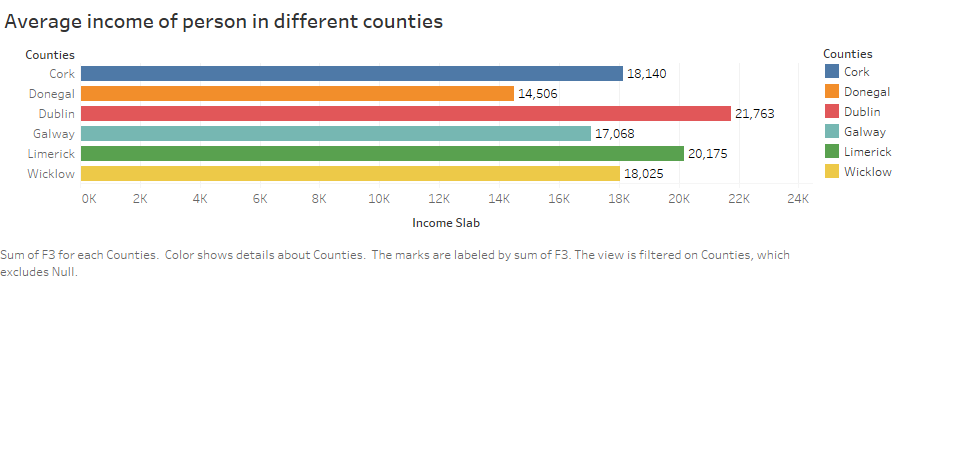 Average income of person in different counties
Counties
Cork 18,140
Donegal 14,506
Dublin 21,763
Galway 17,068
Limerick 20,175
Wicklow 18,025
0K 2K 4K 6K 8K 10K 12K 14K 16K 18K 20K 22K 24K
Income Slab
Counties
Cork
Donegal
Dublin
Galway
Limerick
Wicklow
Sum of F3 for each Counties. Color shows details about Counties. The marks are labeled by sum of F3. The view is filtered on Counties, which
excludes Null.